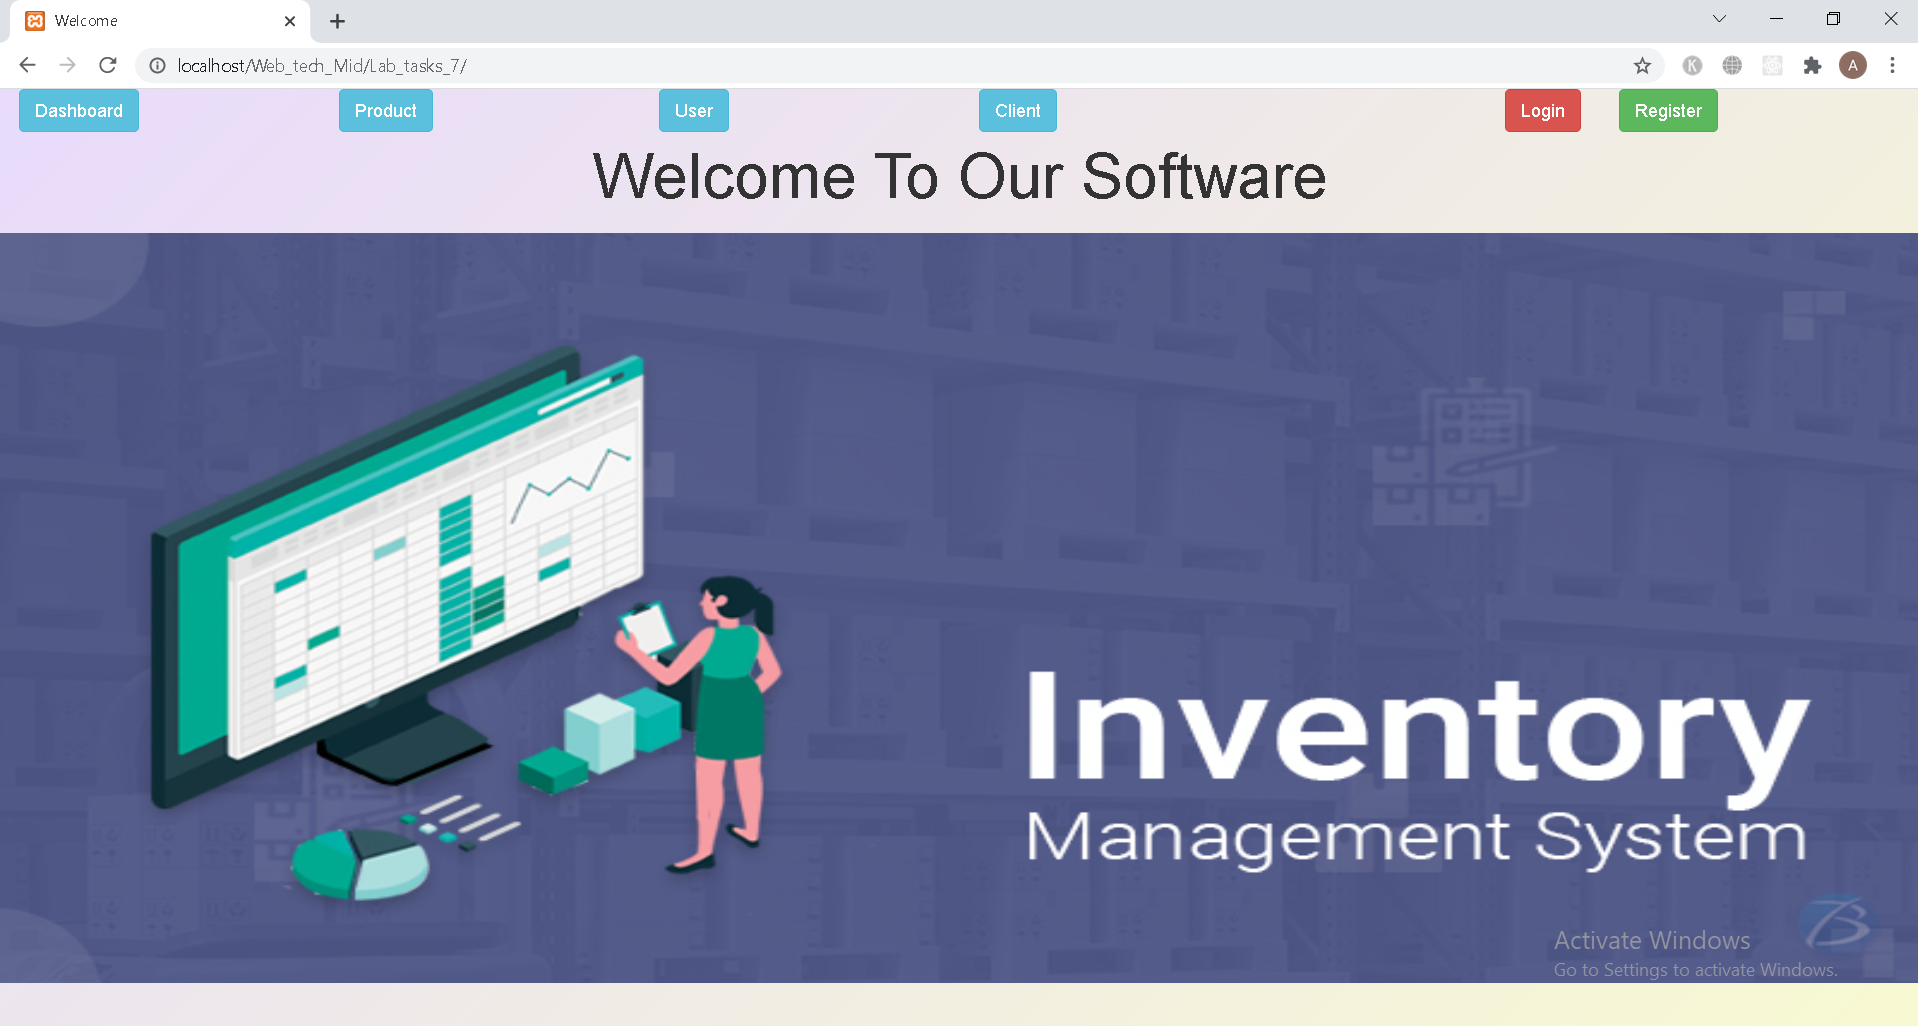 Welcome
localhost/Web_tech_Mid/Lab_tasks_7/
K
A
Dashboard Product User Client Login Register
Welcome To Our Software
Inventory
Management System
Activate Windows
Go to Settings to activate Windows.